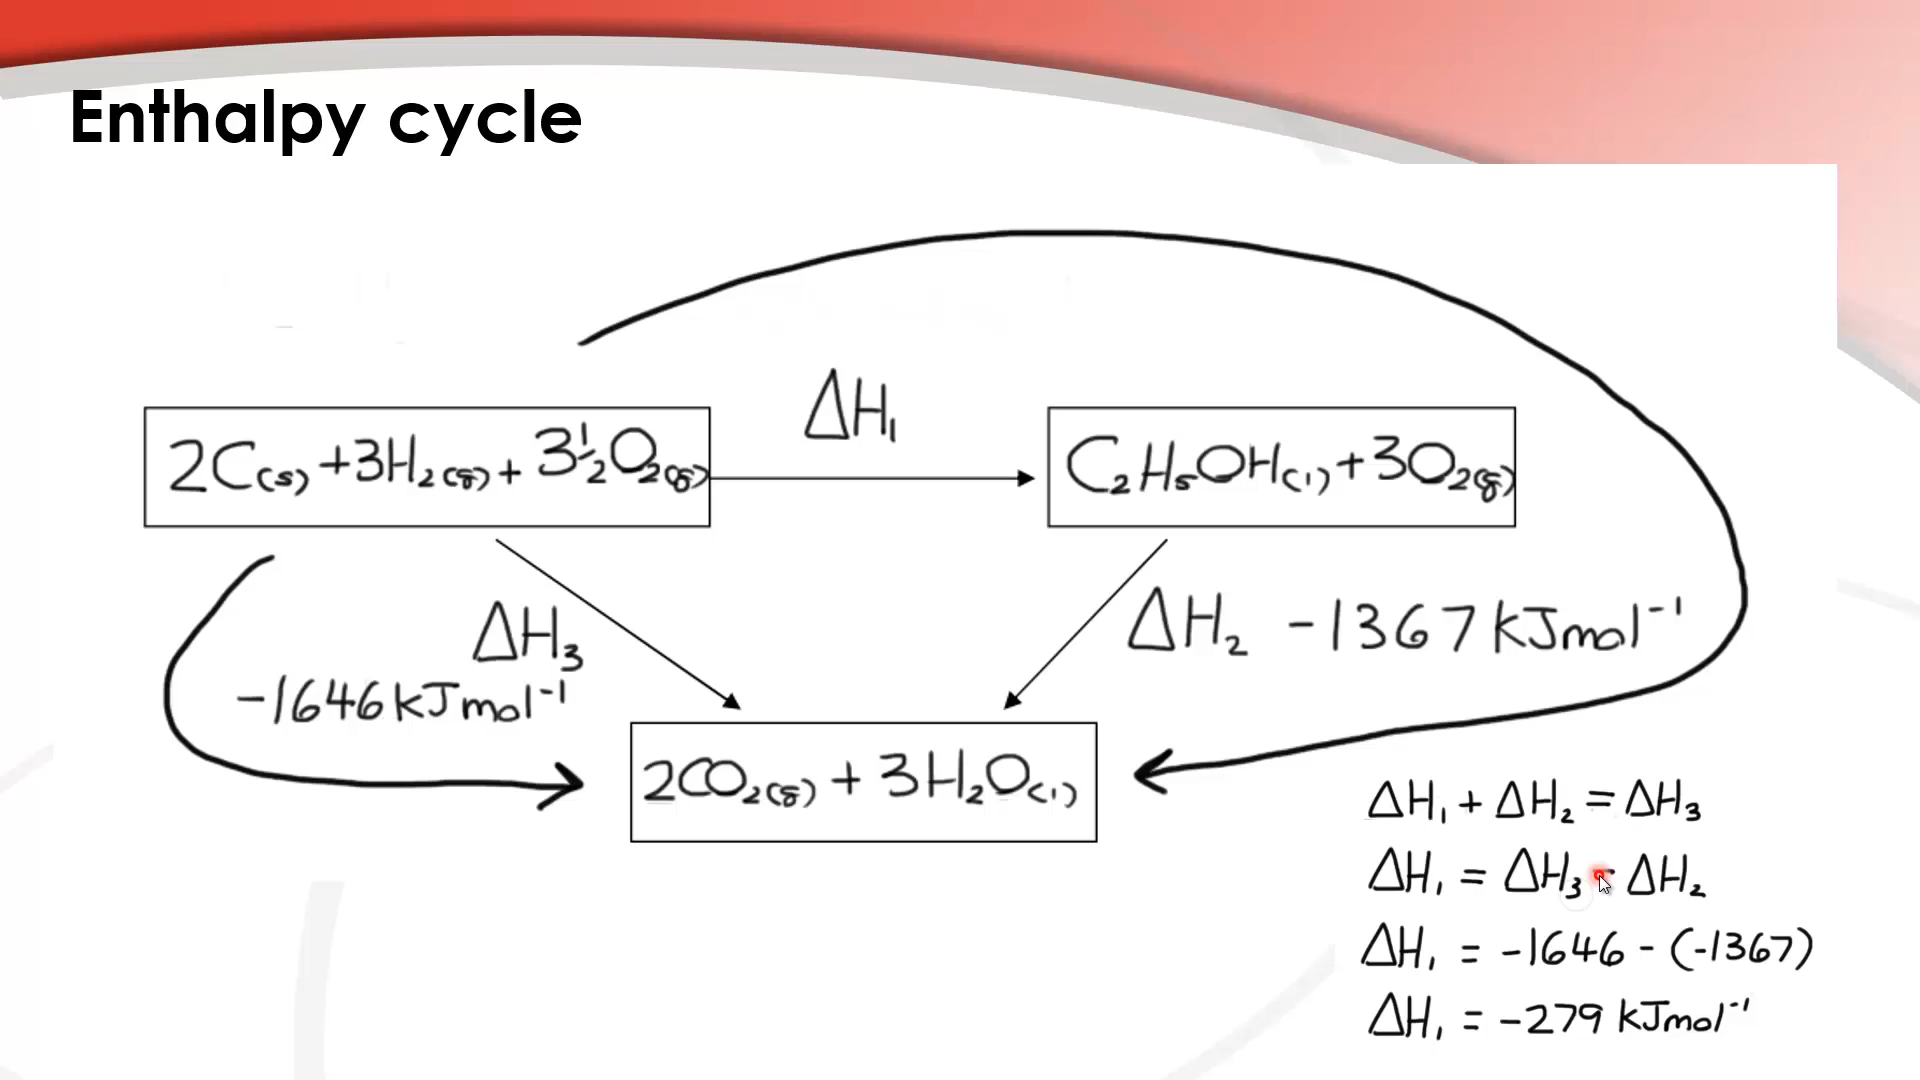 Enthalpy cycle
ΔH₁
2C(s) +3H₂(g) + 3½O₂(g)
C₂H₅OH(l) +3O₂(g)
ΔH₃
-1646 kJmol⁻¹
ΔH₂ -1367 kJmol⁻¹
2CO₂(g) + 3H₂O(l)
ΔH₁ + ΔH₂ = ΔH₃
ΔH₁ = ΔH₃ - ΔH₂
ΔH₁ = -1646 - (-1367)
ΔH₁ = -279 kJmol⁻¹